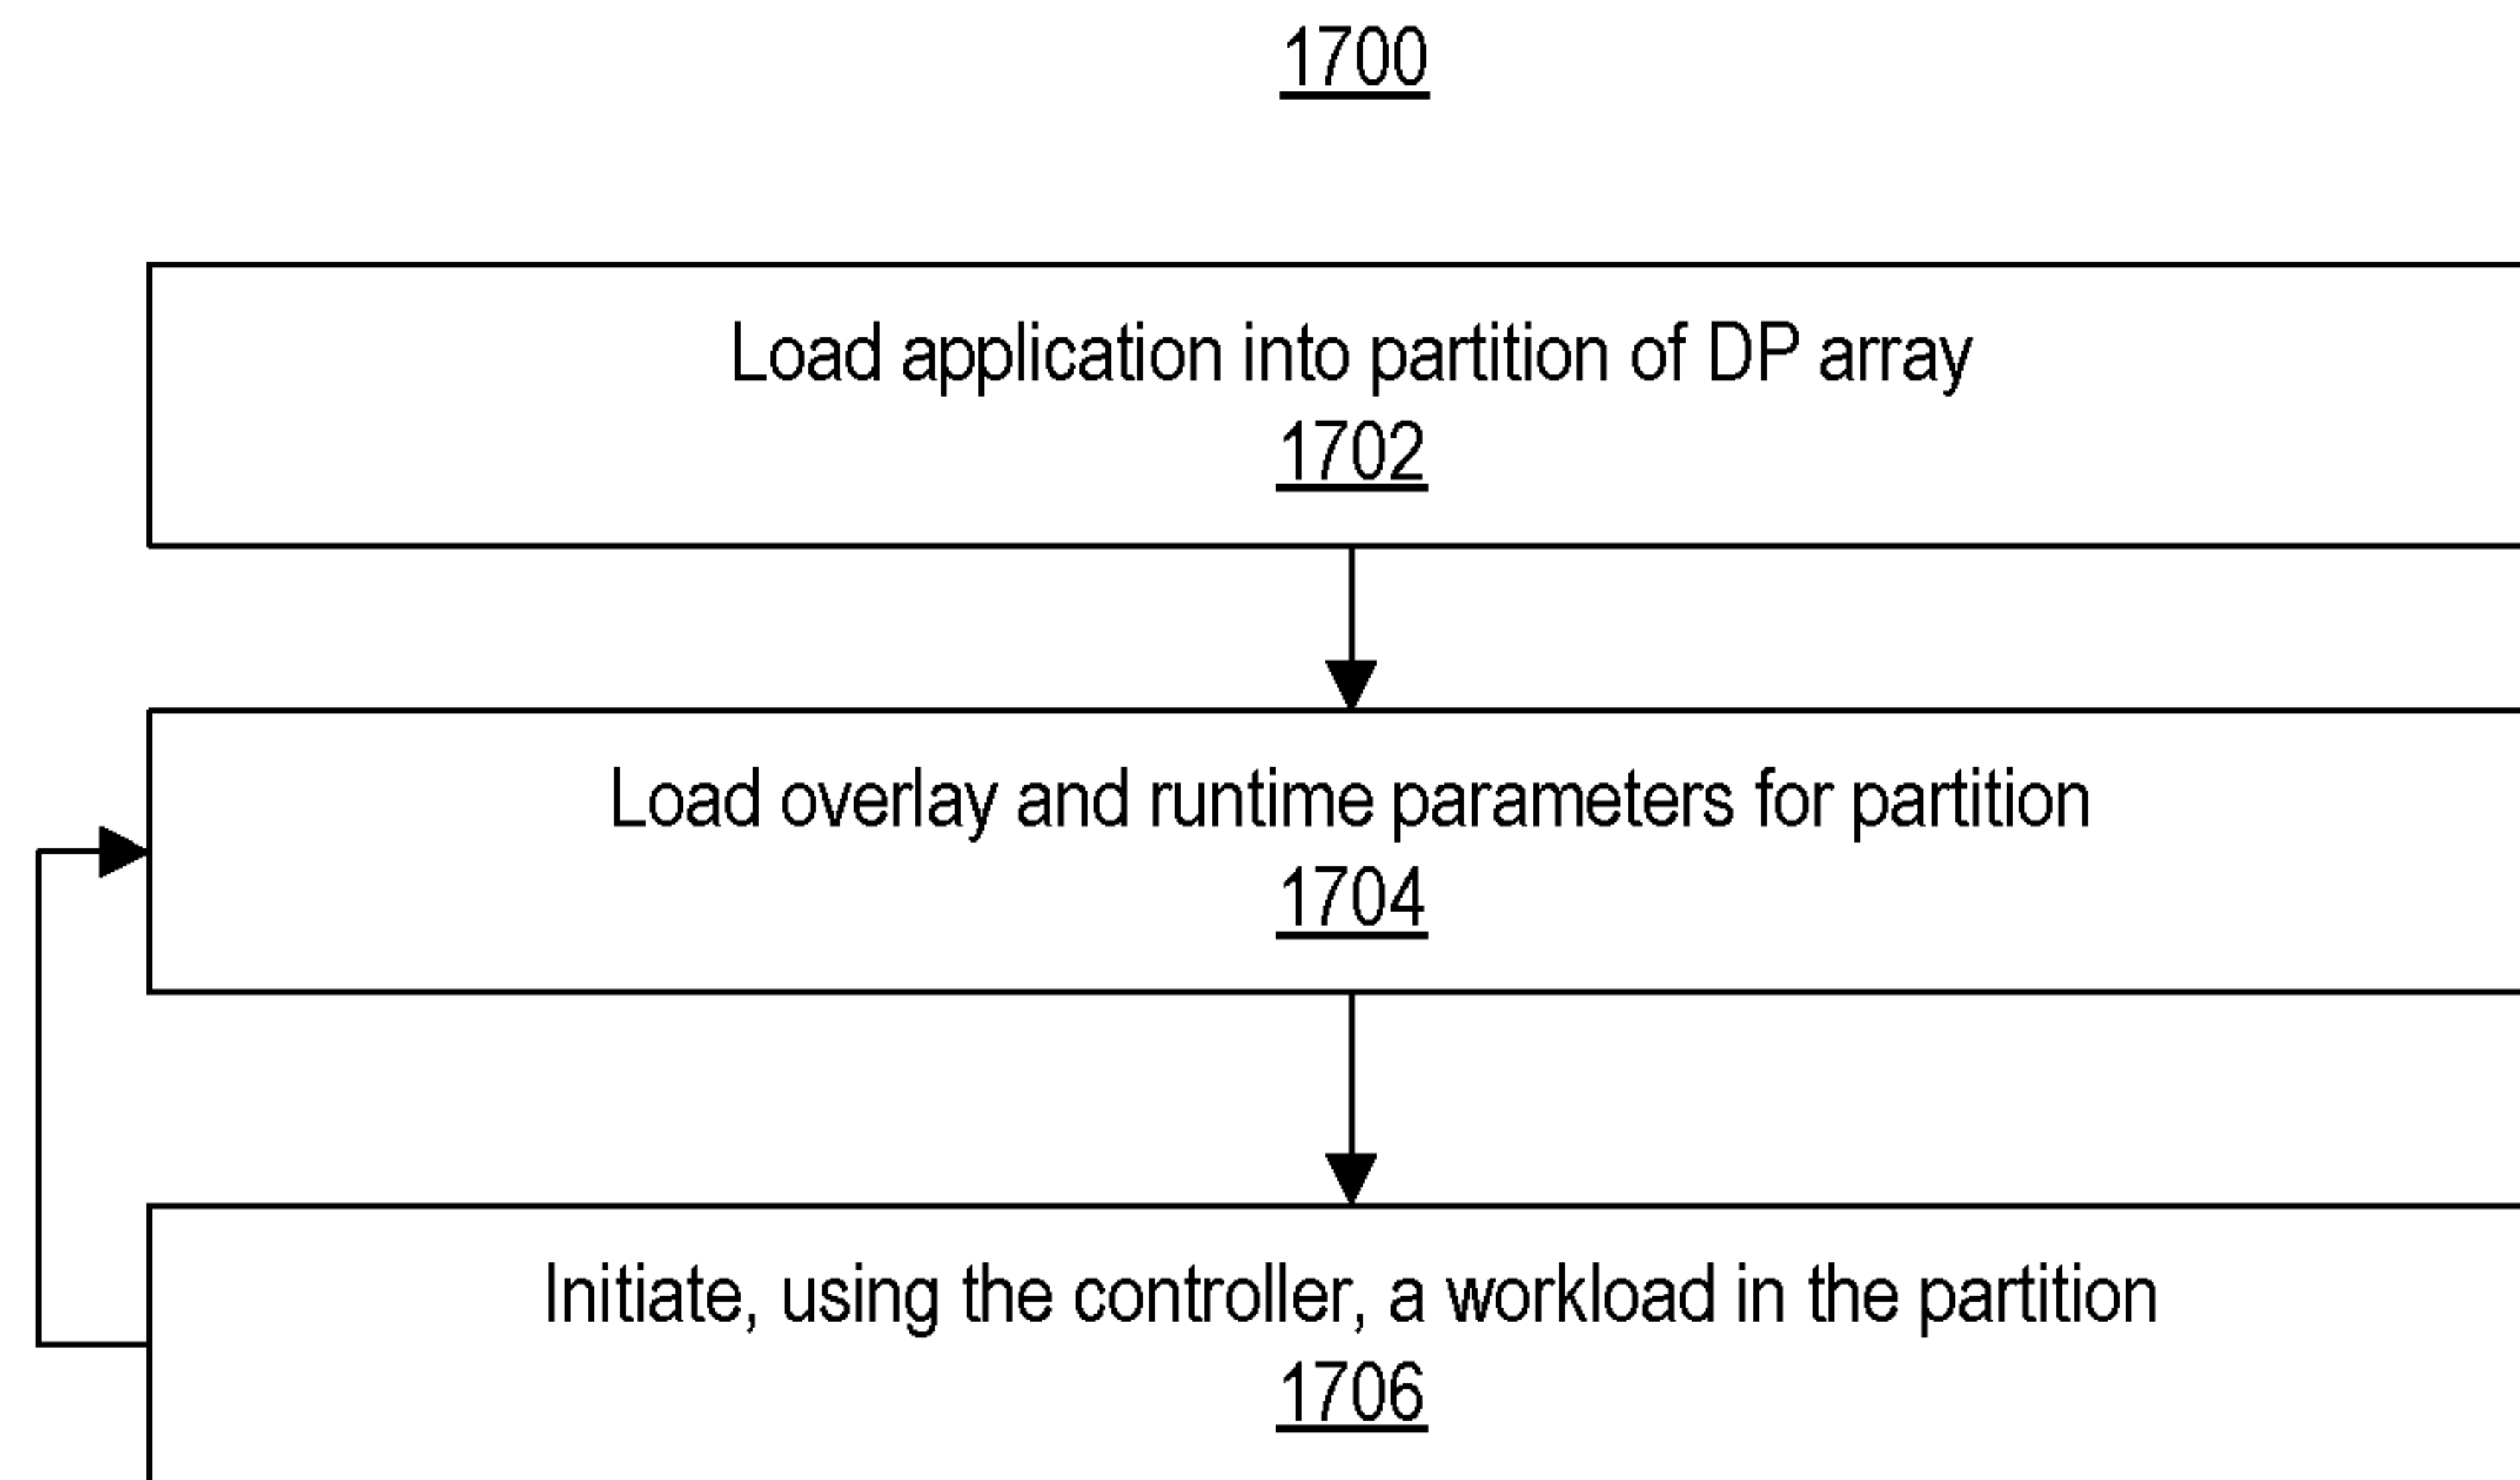 1700
Load application into partition of DP array
1702
Load overlay and runtime parameters for partition
1704
Initiate, using the controller, a workload in the partition
1706